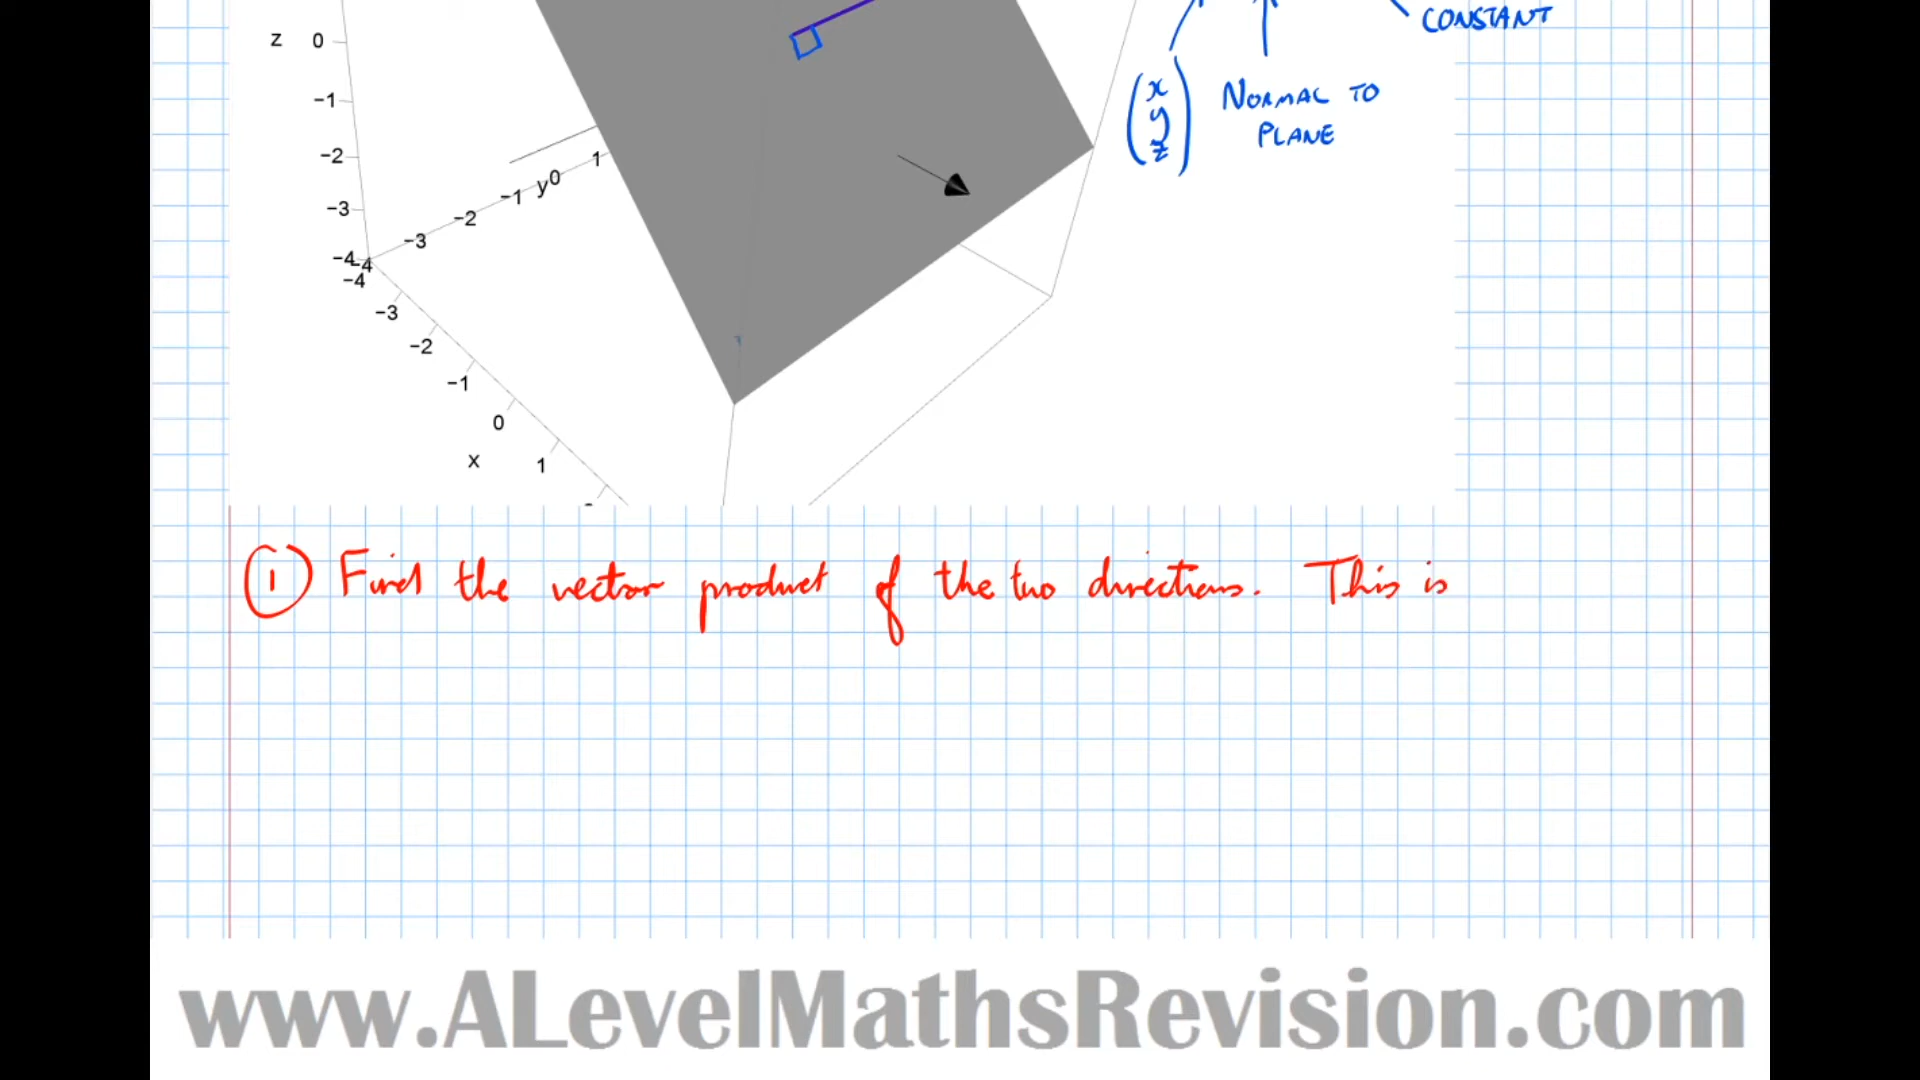 CONSTANT
z 0
−1
−2
−3
−4
1
0
y
−1
−2
−3
−4
−4
−3
−2
−1
0
1
x
(x y z)
NORMAL TO
PLANE
① Find the vector product of the two directions. This is
www.ALevelMathsRevision.com